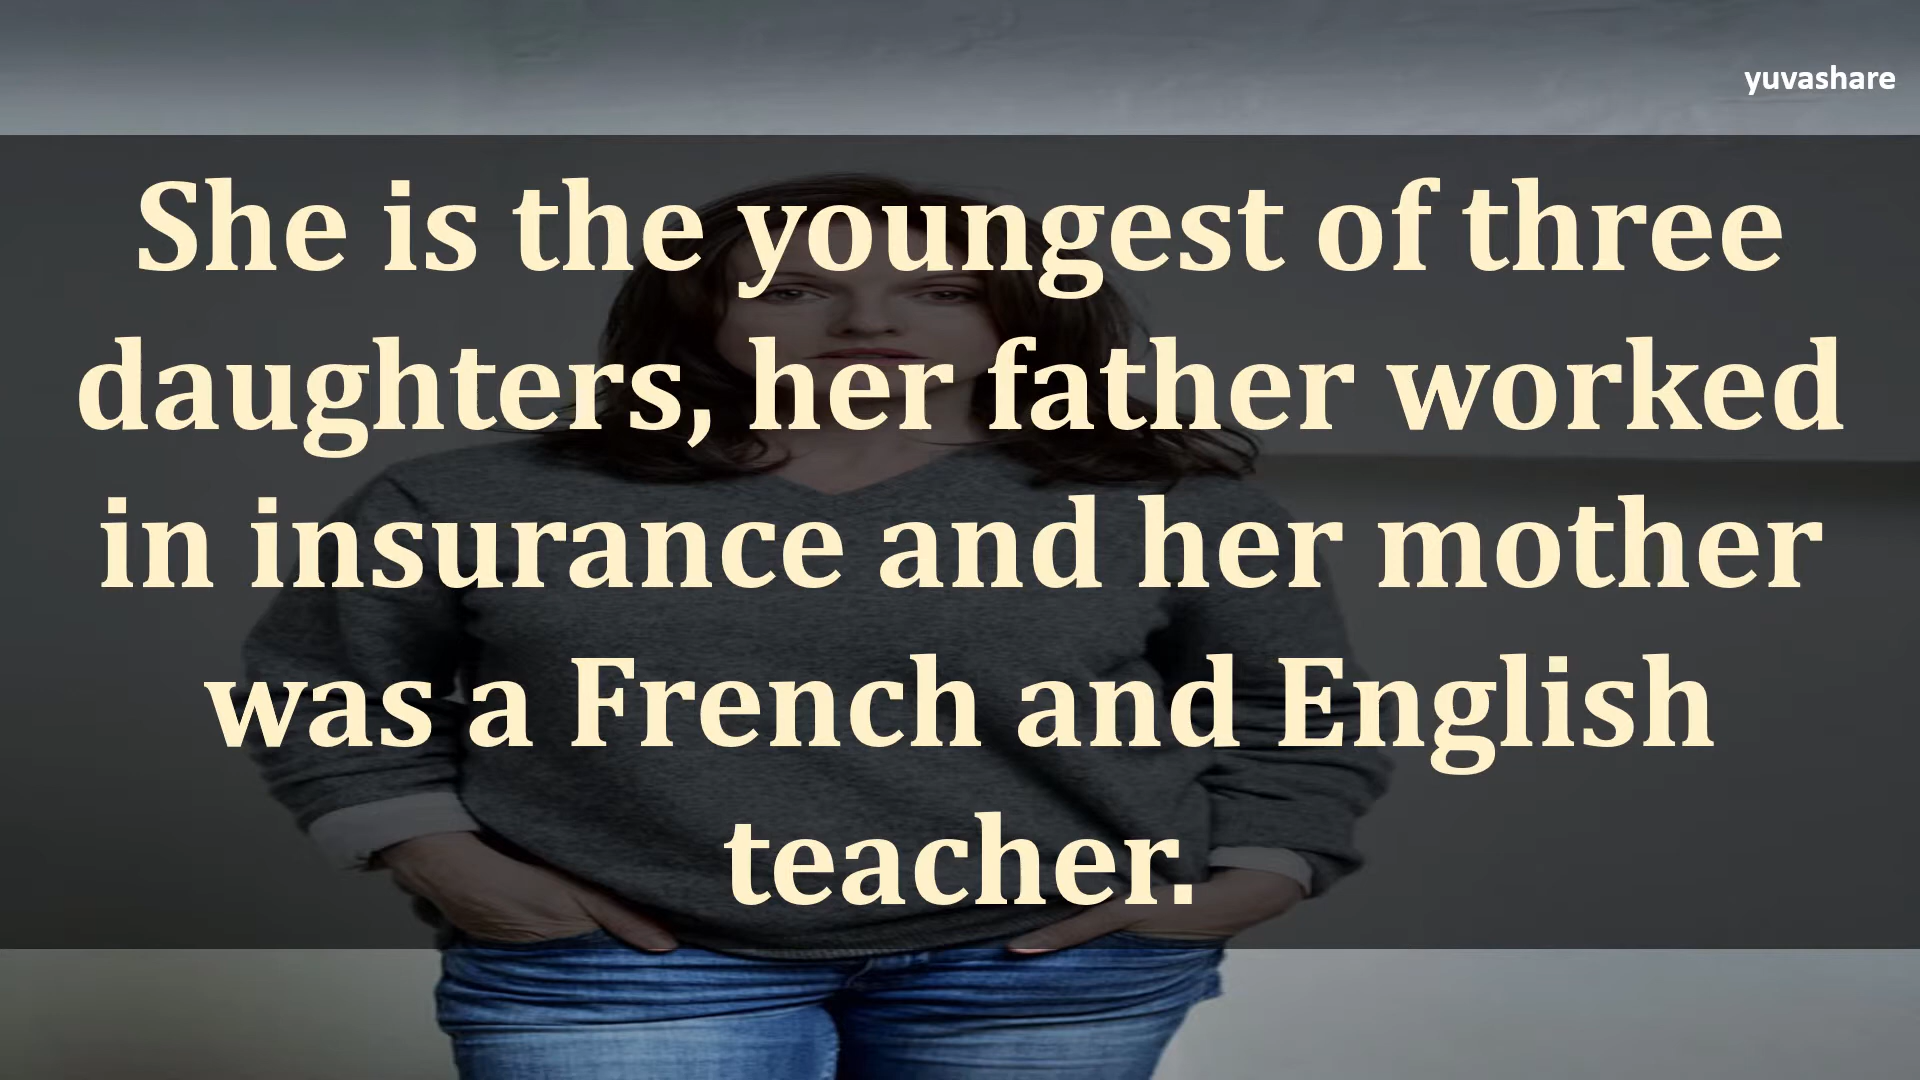 yuvashare
She is the youngest of three
daughters, her father worked
in insurance and her mother
was a French and English
teacher.